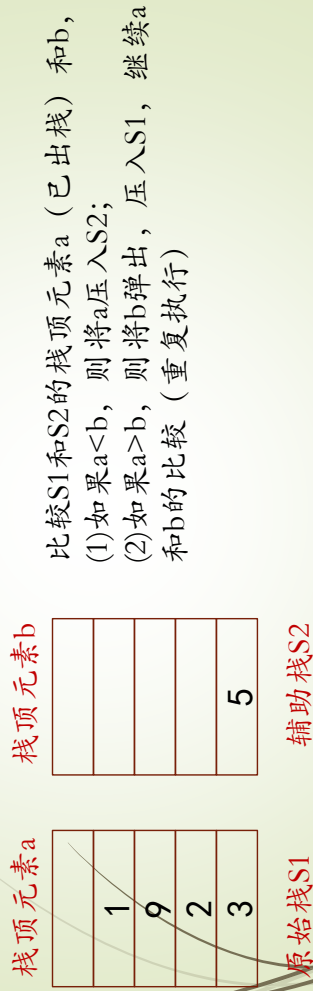 栈顶元素a
1
9
2
3
原始栈S1
栈顶元素b
5
辅助栈S2
比较S1和S2的栈顶元素a（已出栈）和b，
(1)如果a<b，则将a压入S2；
(2)如果a>b，则将b弹出，压入S1，继续a
和b的比较（重复执行）